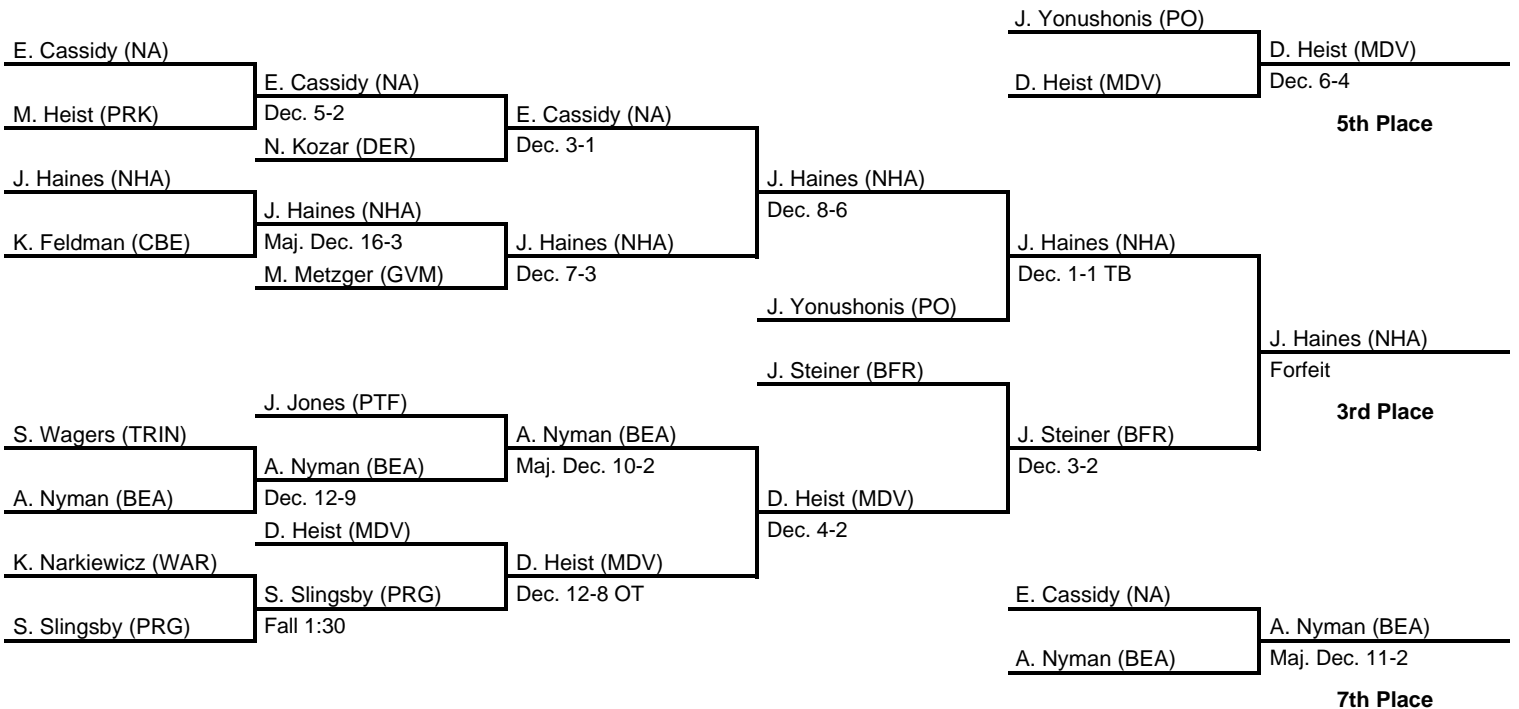 J. Yonushonis (PO)
E. Cassidy (NA)
D. Heist (MDV)
E. Cassidy (NA)
D. Heist (MDV)
Dec. 6-4
M. Heist (PRK)
Dec. 5-2
E. Cassidy (NA)
5th Place
N. Kozar (DER)
Dec. 3-1
J. Haines (NHA)
J. Haines (NHA)
J. Haines (NHA)
Dec. 8-6
K. Feldman (CBE)
Maj. Dec. 16-3
J. Haines (NHA)
J. Haines (NHA)
M. Metzger (GVM)
Dec. 7-3
Dec. 1-1 TB
J. Yonushonis (PO)
J. Haines (NHA)
J. Steiner (BFR)
Forfeit
J. Jones (PTF)
3rd Place
S. Wagers (TRIN)
A. Nyman (BEA)
J. Steiner (BFR)
A. Nyman (BEA)
Maj. Dec. 10-2
Dec. 3-2
A. Nyman (BEA)
Dec. 12-9
D. Heist (MDV)
D. Heist (MDV)
Dec. 4-2
K. Narkiewicz (WAR)
D. Heist (MDV)
S. Slingsby (PRG)
Dec. 12-8 OT
E. Cassidy (NA)
S. Slingsby (PRG)
Fall 1:30
A. Nyman (BEA)
A. Nyman (BEA)
Maj. Dec. 11-2
7th Place